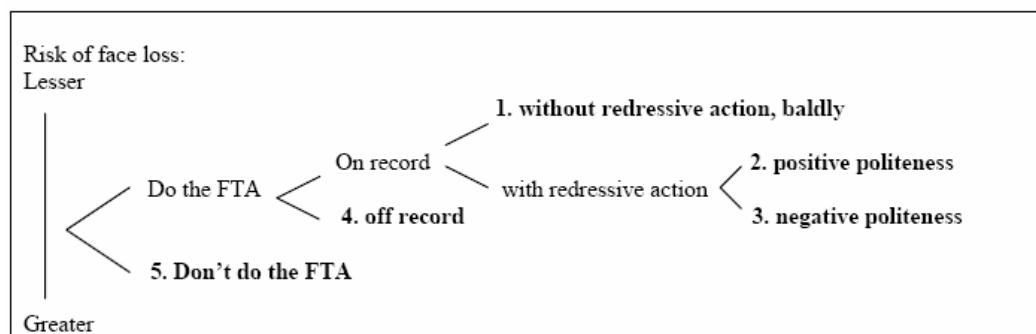 Risk of face loss:
Lesser
1. without redressive action, baldly
On record
2. positive politeness
Do the FTA
with redressive action
4. off record
3. negative politeness
5. Don't do the FTA
Greater